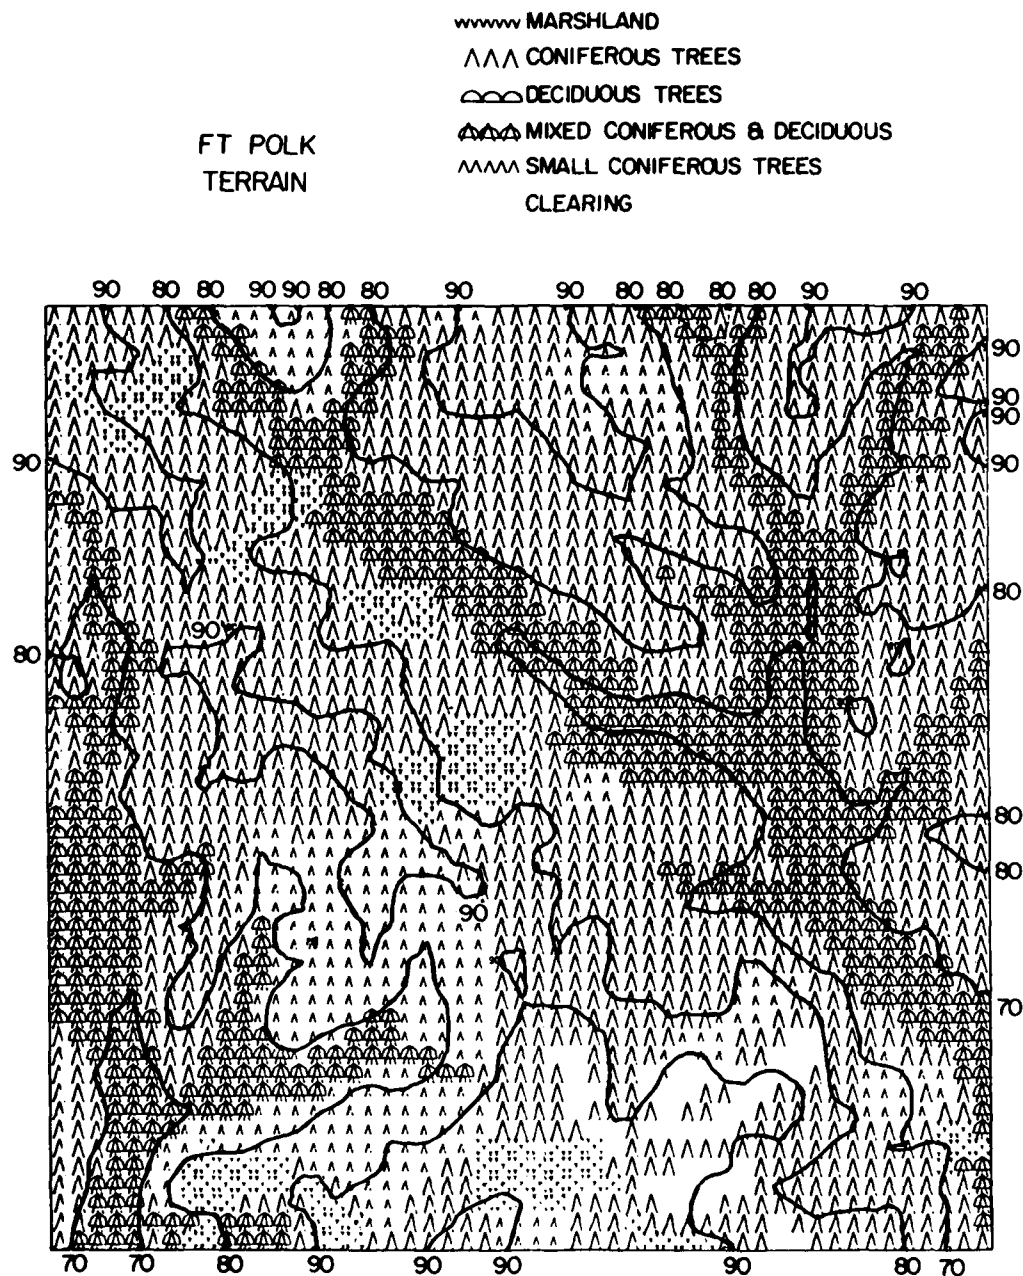 MARSHLAND
CONIFEROUS TREES
DECIDUOUS TREES
MIXED CONIFEROUS & DECIDUOUS
SMALL CONIFEROUS TREES
CLEARING
FT POLK
TERRAIN
90 80 80 90 90 80 80 90 90 80 80 80 80 90 90
90
90
90
90
90
80
90
80
80
80
90
70
70 70 80 90 90 90 90 80 70